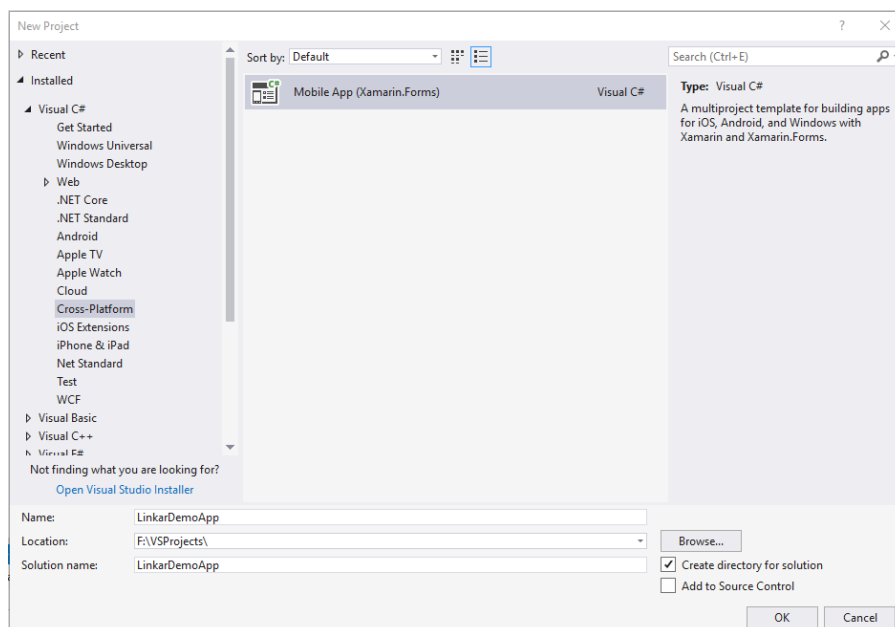 New Project
? 
Recent
Installed
Visual C#
Get Started
Windows Universal
Windows Desktop
Web
.NET Core
.NET Standard
Android
Apple TV
Apple Watch
Cloud
Cross-Platform
iOS Extensions
iPhone & iPad
Net Standard
Test
WCF
Visual Basic
Visual C++
Visual F#
Not finding what you are looking for?
Open Visual Studio Installer
Sort by: Default
C#
Mobile App (Xamarin.Forms) Visual C#
Search (Ctrl+E)
Type: Visual C#
A multiproject template for building apps
for iOS, Android, and Windows with
Xamarin and Xamarin.Forms.
Name: LinkarDemoApp
Location: F:\VSProjects\
Solution name: LinkarDemoApp
Browse...
Create directory for solution
Add to Source Control
OK Cancel